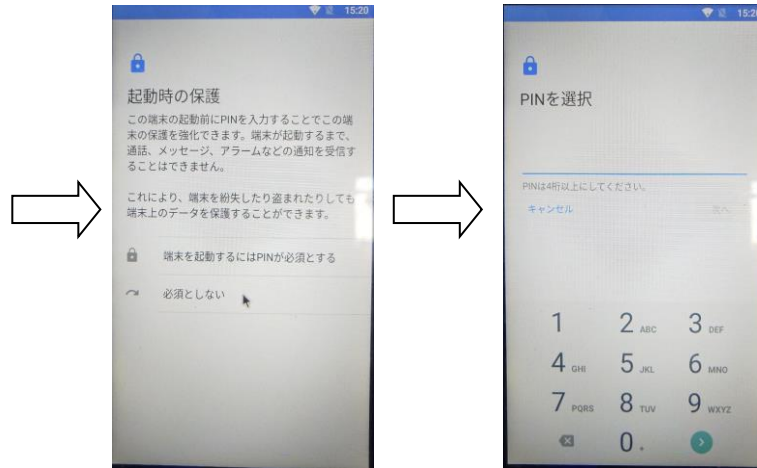 15:20
起動時の保護
この端末の起動前にPINを入力することでこの端
末の保護を強化できます。端末が起動するまで、
通話、メッセージ、アラームなどの通知を受信す
ることはできません。
これにより、端末を紛失したり盗まれたりしても
端末上のデータを保護することができます。
端末を起動するにはPINが必須とする
必須としない
15:20
PINを選択
PINは4桁以上にしてください。
キャンセル 次へ
1 2 ABC 3 DEF
4 GHI 5 JKL 6 MNO
7 PQRS 8 TUV 9 WXYZ
0